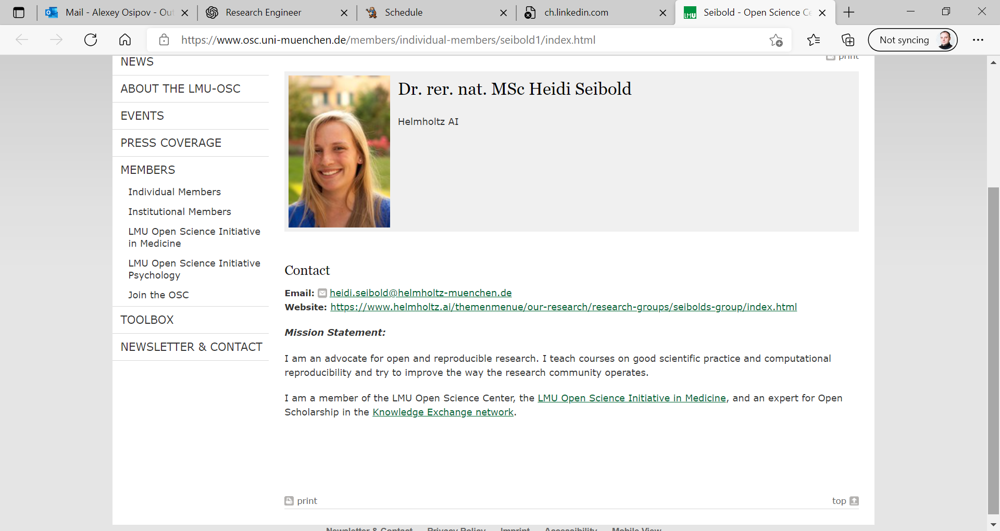 Mail - Alexey Osipov - Out
Research Engineer
Schedule
ch.linkedin.com
Seibold - Open Science Ce
https://www.osc.uni-muenchen.de/members/individual-members/seibold1/index.html
Not syncing
print
NEWS
ABOUT THE LMU-OSC
EVENTS
PRESS COVERAGE
MEMBERS
Individual Members
Institutional Members
LMU Open Science Initiative
in Medicine
LMU Open Science Initiative
Psychology
Join the OSC
TOOLBOX
NEWSLETTER & CONTACT
Dr. rer. nat. MSc Heidi Seibold
Helmholtz AI
Contact
Email: heidi.seibold@helmholtz-muenchen.de
Website: https://www.helmholtz.ai/themenmenue/our-research/research-groups/seibolds-group/index.html
Mission Statement:
I am an advocate for open and reproducible research. I teach courses on good scientific practice and computational
reproducibility and try to improve the way the research community operates.
I am a member of the LMU Open Science Center, the LMU Open Science Initiative in Medicine, and an expert for Open
Scholarship in the Knowledge Exchange network.
print
top
Newsletter & Contact Privacy Policy Imprint Accessibility Mobile View